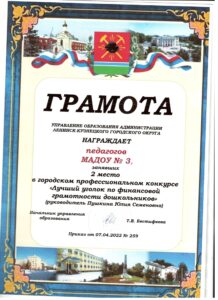 ГРАМОТА
УПРАВЛЕНИЕ ОБРАЗОВАНИЯ АДМИНИСТРАЦИИ
ЛЕНИНСК-КУЗНЕЦКОГО ГОРОДСКОГО ОКРУГА
НАГРАЖДАЕТ
педагогов
МАДОУ № 3,
занявших
2 место
в городском профессиональном конкурсе
«Лучший уголок по финансовой
грамотности дошкольников»
(руководитель Пушкина Юлия Семеновна)
Начальник управления
образования Т.В.
Приказ от 07.04.2022 № 259